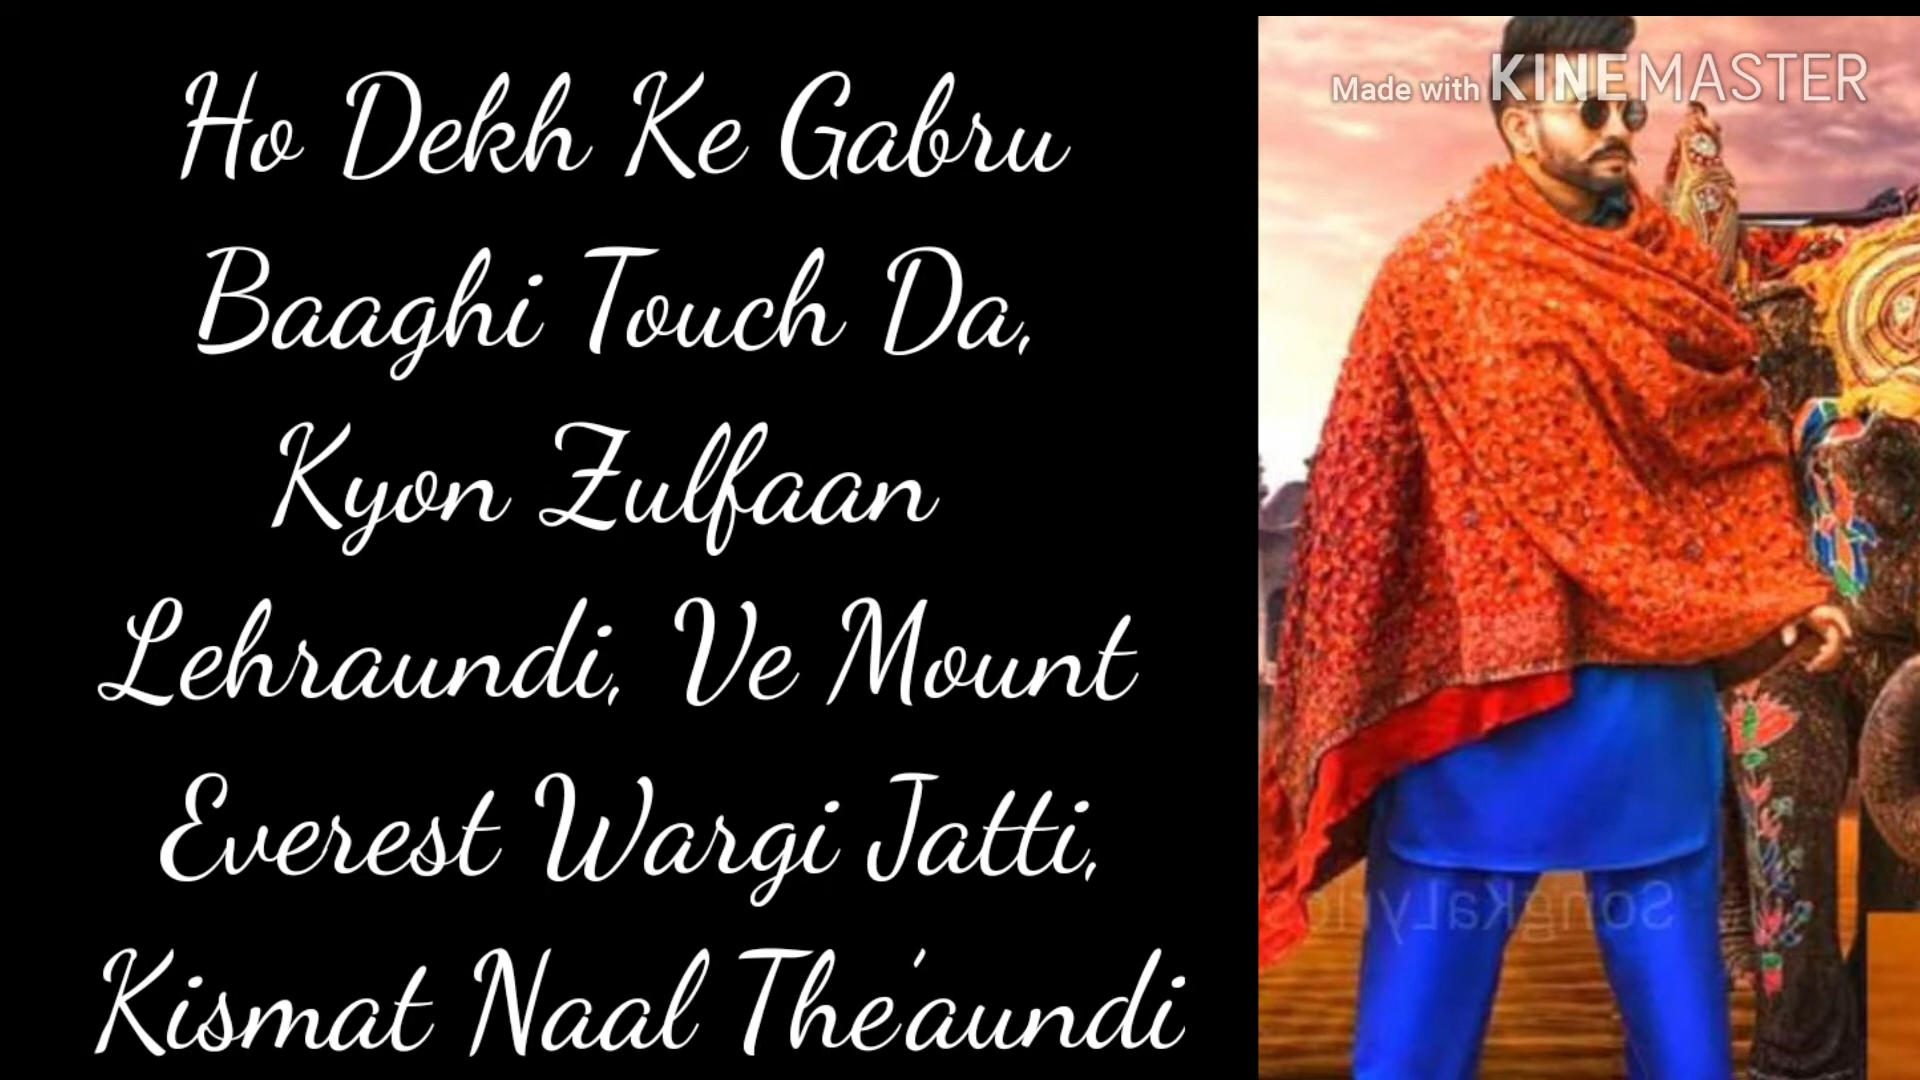 Ho Dekh Ke Gabru
Baaghi Touch Da,
Kyon Zulfaan
Lehraundi, Ve Mount
Everest Wargi Jatti,
Kismat Naal The'aundi
Made with KINEMASTER
SongKaLyrics